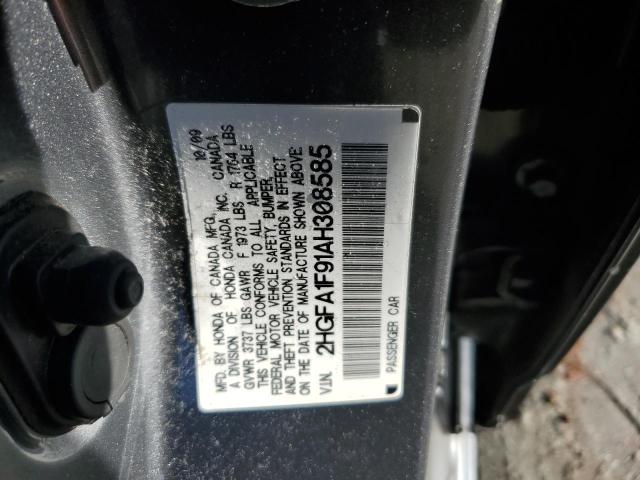 MFD. BY HONDA OF CANADA MFG., 10/09
A DIVISION OF HONDA CANADA INC., CANADA
GVWR 3737 LBS GAWR F 1973 LBS R 1764 LBS
THIS VEHICLE CONFORMS TO ALL APPLICABLE
FEDERAL MOTOR VEHICLE SAFETY, BUMPER,
AND THEFT PREVENTION STANDARDS IN EFFECT
ON THE DATE OF MANUFACTURE SHOWN ABOVE.
V.I.N. 2HGFA1F91AH308585
PASSENGER CAR